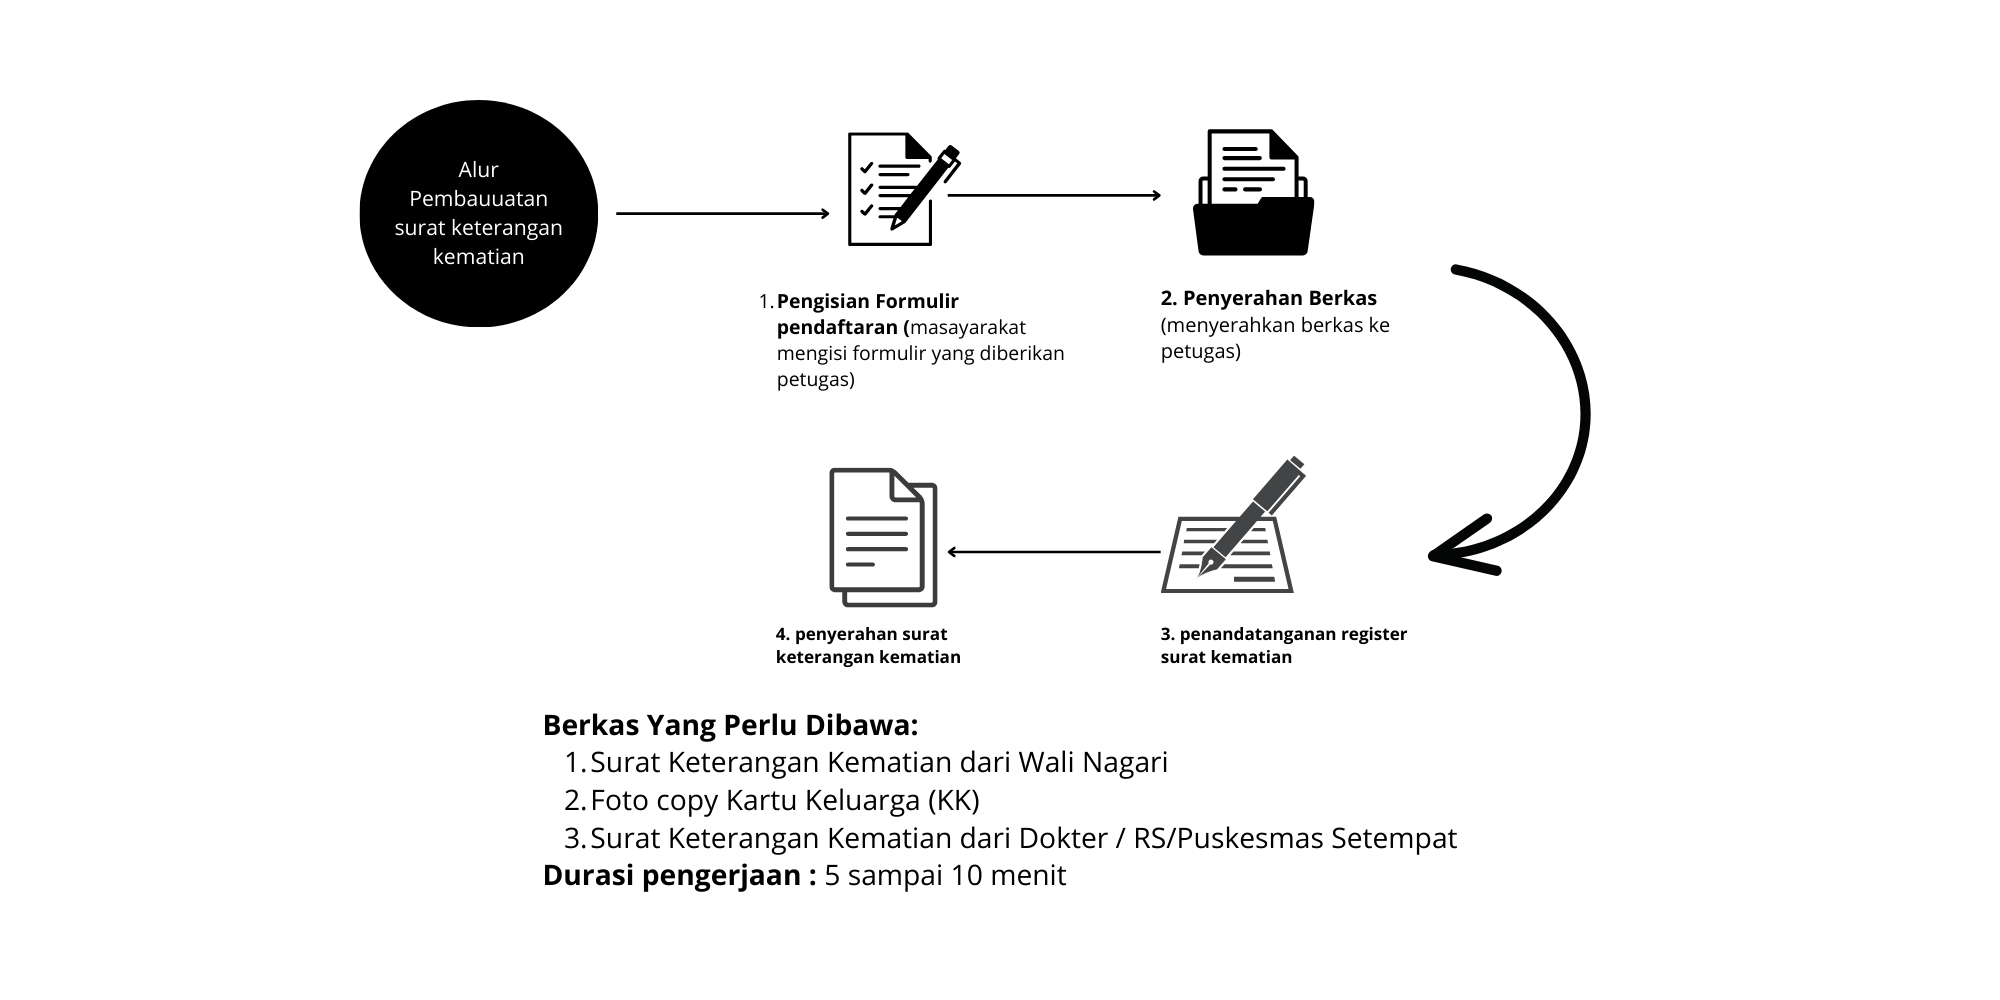 Alur
Pembauuatan
surat keterangan
kematian
1. Pengisian Formulir
pendaftaran (masayarakat
mengisi formulir yang diberikan
petugas)
2. Penyerahan Berkas
(menyerahkan berkas ke
petugas)
3. penandatanganan register
surat kematian
4. penyerahan surat
keterangan kematian
Berkas Yang Perlu Dibawa:
1. Surat Keterangan Kematian dari Wali Nagari
2. Foto copy Kartu Keluarga (KK)
3. Surat Keterangan Kematian dari Dokter / RS/Puskesmas Setempat
Durasi pengerjaan : 5 sampai 10 menit